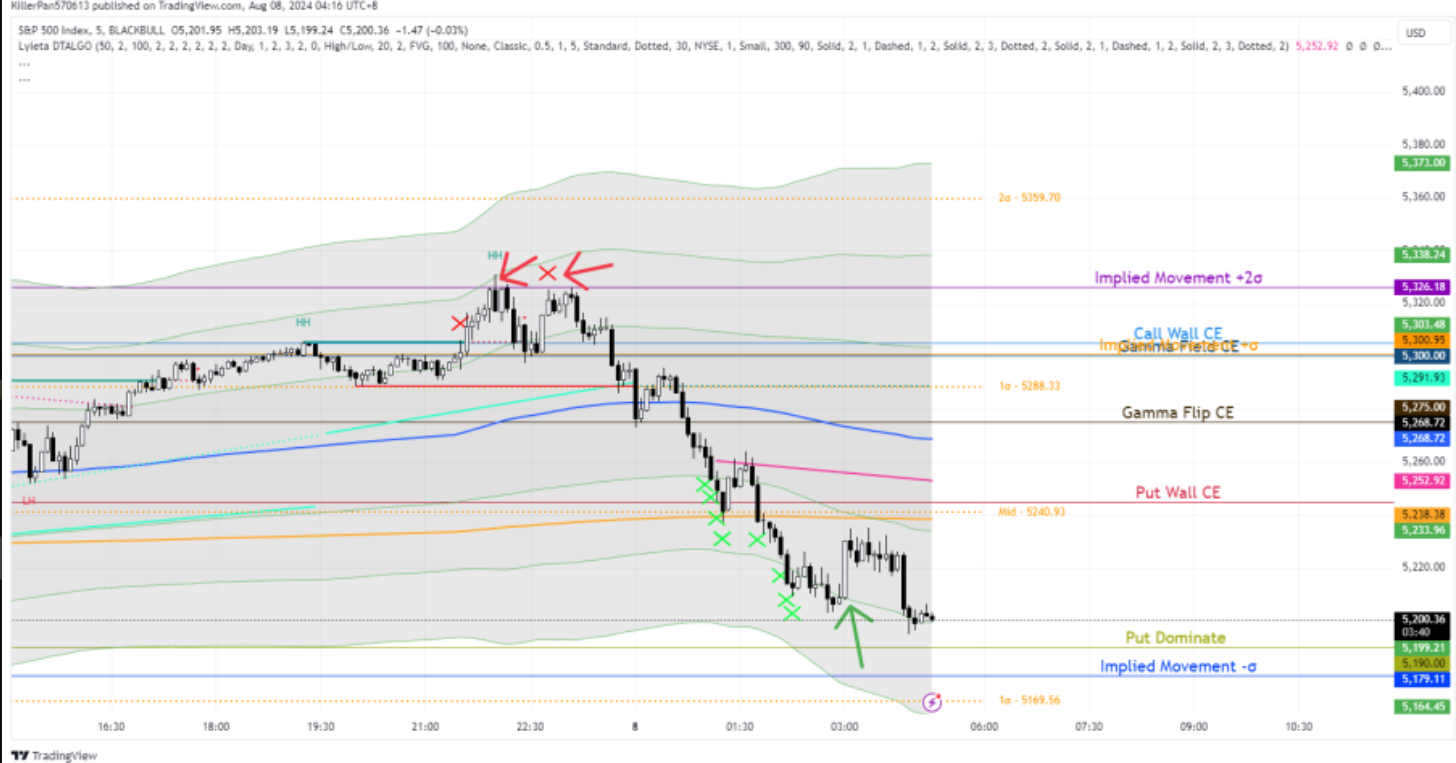 KillerPan570613 published on TradingView.com, Aug 08, 2024 04:16 UTC+8
S&P 500 Index, 5, BLACKBULL O5,201.95 H5,203.19 L5,199.24 C5,200.36 −1.47 (−0.03%)
Lyleta DTALGO (50, 2, 100, 2, 2, 2, 2, 2, 2, Day, 1, 2, 3, 2, 0, High/Low, 20, 2, FVG, 100, None, Classic, 0.5, 1, 5, Standard, Dotted, 30, NYSE, 1, Small, 300, 90, Solid, 2, 1, Dashed, 1, 2, Solid, 2, 3, Dotted, 2, Solid, 2, 1, Dashed, 1, 2, Solid, 2, 3, Dotted, 2) 5,252.92 Ø Ø Ø...
...
...
USD
5,400.00
5,380.00
5,373.00
2σ - 5359.70
5,360.00
HH
5,338.24
Implied Movement +2σ
5,326.18
5,320.00
HH
Call Wall CE
5,303.48
Gamma Field CE
5,300.95
5,300.00
1σ - 5288.33
5,291.93
Gamma Flip CE
5,275.00
5,268.72
5,268.72
5,260.00
5,252.92
LH
Put Wall CE
Mid - 5240.93
5,238.38
5,233.96
5,220.00
5,200.36
03:40
Put Dominate
5,199.21
5,190.00
Implied Movement -σ
5,179.11
1σ - 5169.56
5,164.45
16:30 18:00 19:30 21:00 22:30 8 01:30 03:00 06:00 07:30 09:00 10:30
TradingView